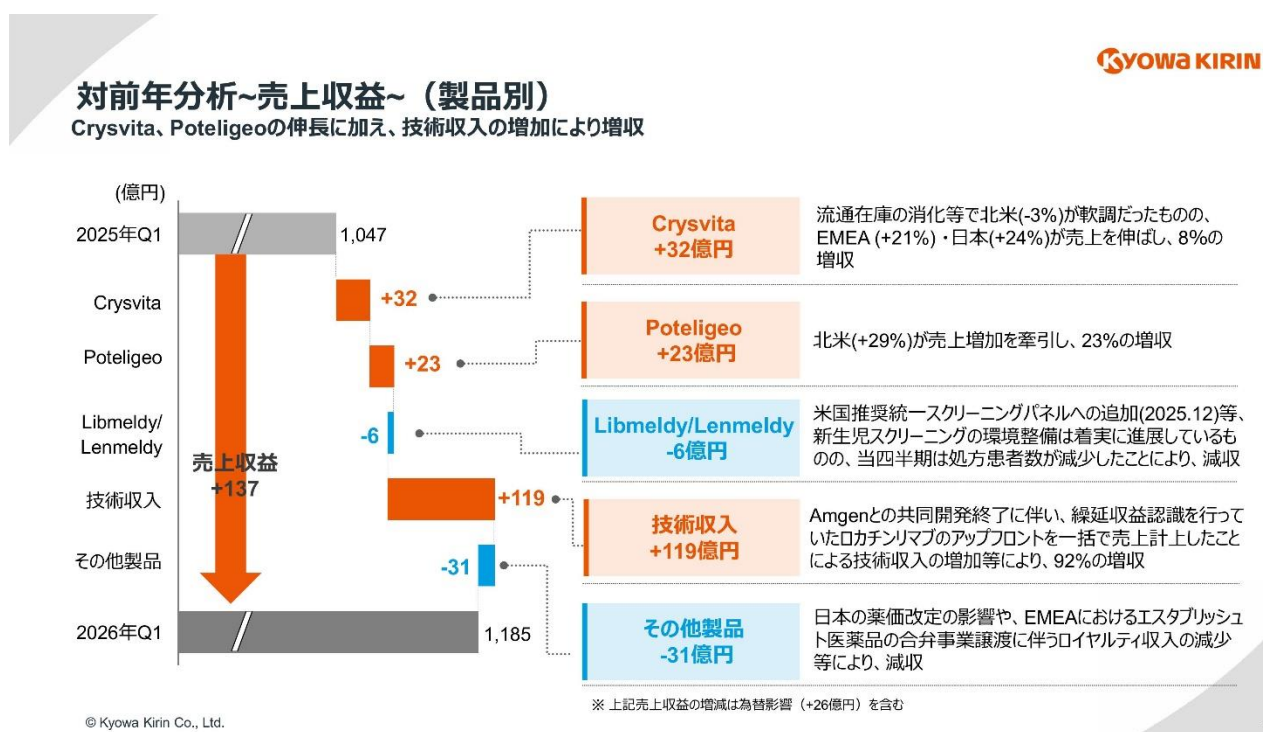 KYOWA KIRIN
対前年分析~売上収益~（製品別）
Crysvita、Poteligeoの伸長に加え、技術収入の増加により増収
(億円)
2025年Q1
1,047
Crysvita
+32
Poteligeo
+23
Libmeldy/
Lenmeldy
-6
売上収益
+137
技術収入
+119
その他製品
-31
2026年Q1
1,185
Crysvita
+32億円
流通在庫の消化等で北米(-3%)が軟調だったものの、
EMEA (+21%) ・日本(+24%)が売上を伸ばし、8%の
増収
Poteligeo
+23億円
北米(+29%)が売上増加を牽引し、23%の増収
Libmeldy/Lenmeldy
-6億円
米国推奨統一スクリーニングパネルへの追加(2025.12)等、
新生児スクリーニングの環境整備は着実に進展しているも
のの、当四半期は処方患者数が減少したことにより、減収
技術収入
+119億円
Amgenとの共同開発終了に伴い、繰延収益認識を行って
いたロカチンリマブのアップフロントを一括で売上計上したこと
による技術収入の増加等により、92%の増収
その他製品
-31億円
日本の薬価改定の影響や、EMEAにおけるエスタブリッシュ
ト医薬品の合弁事業譲渡に伴うロイヤルティ収入の減少
等により、減収
※ 上記売上収益の増減は為替影響（+26億円）を含む
© Kyowa Kirin Co., Ltd.